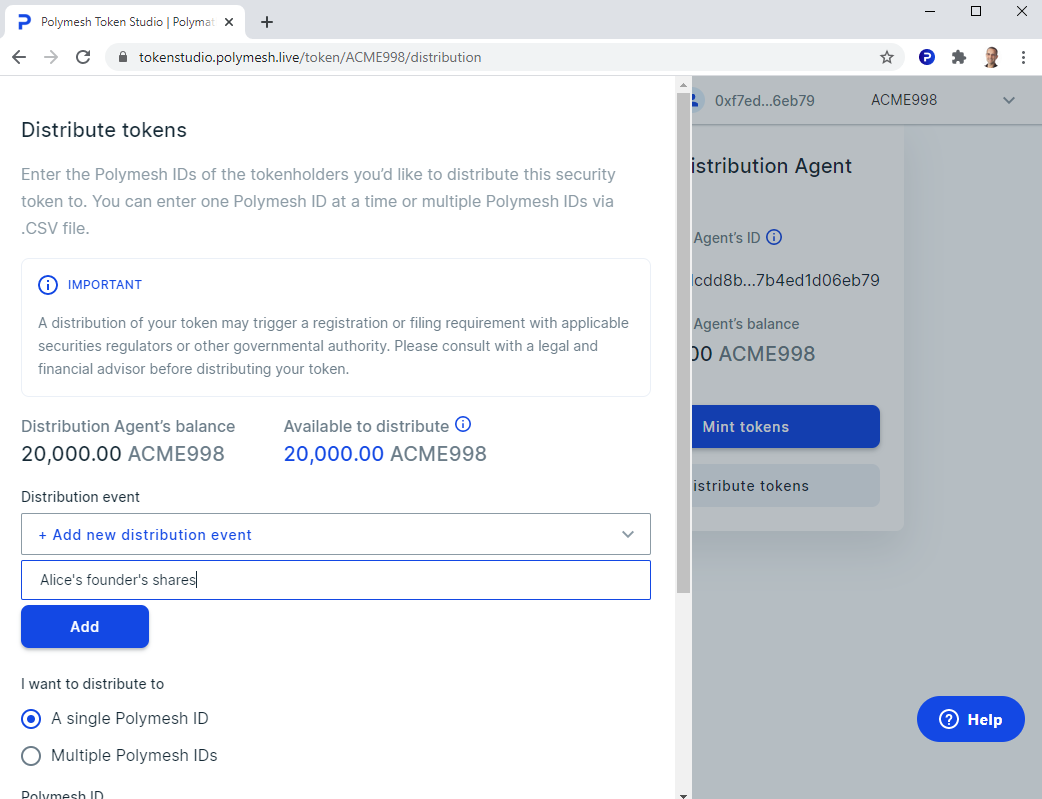 Polymesh Token Studio | Polymat
tokenstudio.polymesh.live/token/ACME998/distribution
Distribute tokens
Enter the Polymesh IDs of the tokenholders you’d like to distribute this security
token to. You can enter one Polymesh ID at a time or multiple Polymesh IDs via
.CSV file.
IMPORTANT
A distribution of your token may trigger a registration or filing requirement with applicable
securities regulators or other governmental authority. Please consult with a legal and
financial advisor before distributing your token.
Distribution Agent’s balance
20,000.00 ACME998
Available to distribute
20,000.00 ACME998
Distribution event
+ Add new distribution event
Alice's founder's shares
Add
I want to distribute to
A single Polymesh ID
Multiple Polymesh IDs
Polymesh ID
0xf7ed...6eb79
ACME998
istribution Agent
Agent’s ID
cdd8b...7b4ed1d06eb79
Agent’s balance
00 ACME998
Mint tokens
istribute tokens
Help